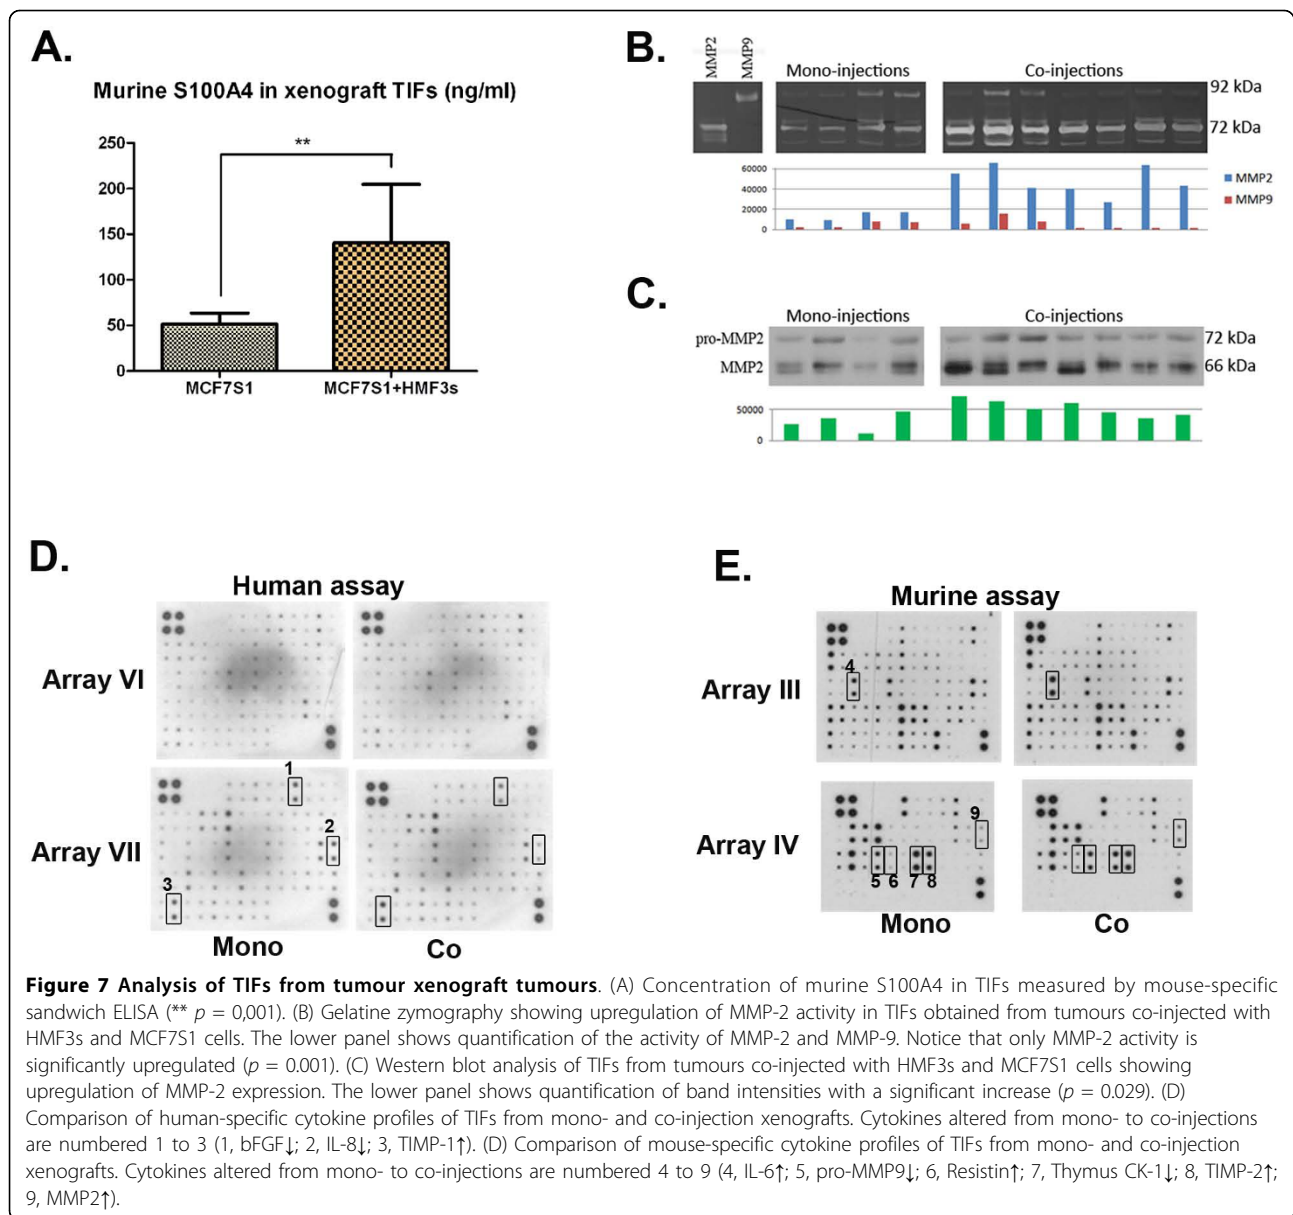 A.
Murine S100A4 in xenograft TIFs (ng/ml)
250
200
150
100
50
0
**
MCF7S1
MCF7S1+HMF3s
B.
MMP2
MMP9
Mono-injections
Co-injections
92 kDa
72 kDa
60000
40000
20000
0
MMP2
MMP9
C.
Mono-injections
Co-injections
pro-MMP2
72 kDa
MMP2
66 kDa
50000
0
D.
Human assay
Array VI
Array VII
1
2
3
Mono
Co
E.
Murine assay
Array III
4
Array IV
9
5
6
7
8
Mono
Co
Figure 7 Analysis of TIFs from tumour xenograft tumours. (A) Concentration of murine S100A4 in TIFs measured by mouse-specific
sandwich ELISA (** p = 0,001). (B) Gelatine zymography showing upregulation of MMP-2 activity in TIFs obtained from tumours co-injected with
HMF3s and MCF7S1 cells. The lower panel shows quantification of the activity of MMP-2 and MMP-9. Notice that only MMP-2 activity is
significantly upregulated (p = 0.001). (C) Western blot analysis of TIFs from tumours co-injected with HMF3s and MCF7S1 cells showing
upregulation of MMP-2 expression. The lower panel shows quantification of band intensities with a significant increase (p = 0.029). (D)
Comparison of human-specific cytokine profiles of TIFs from mono- and co-injection xenografts. Cytokines altered from mono- to co-injections
are numbered 1 to 3 (1, bFGF↓; 2, IL-8↓; 3, TIMP-1↑). (D) Comparison of mouse-specific cytokine profiles of TIFs from mono- and co-injection
xenografts. Cytokines altered from mono- to co-injections are numbered 4 to 9 (4, IL-6↑; 5, pro-MMP9↓; 6, Resistin↑; 7, Thymus CK-1↓; 8, TIMP-2↑;
9, MMP2↑).